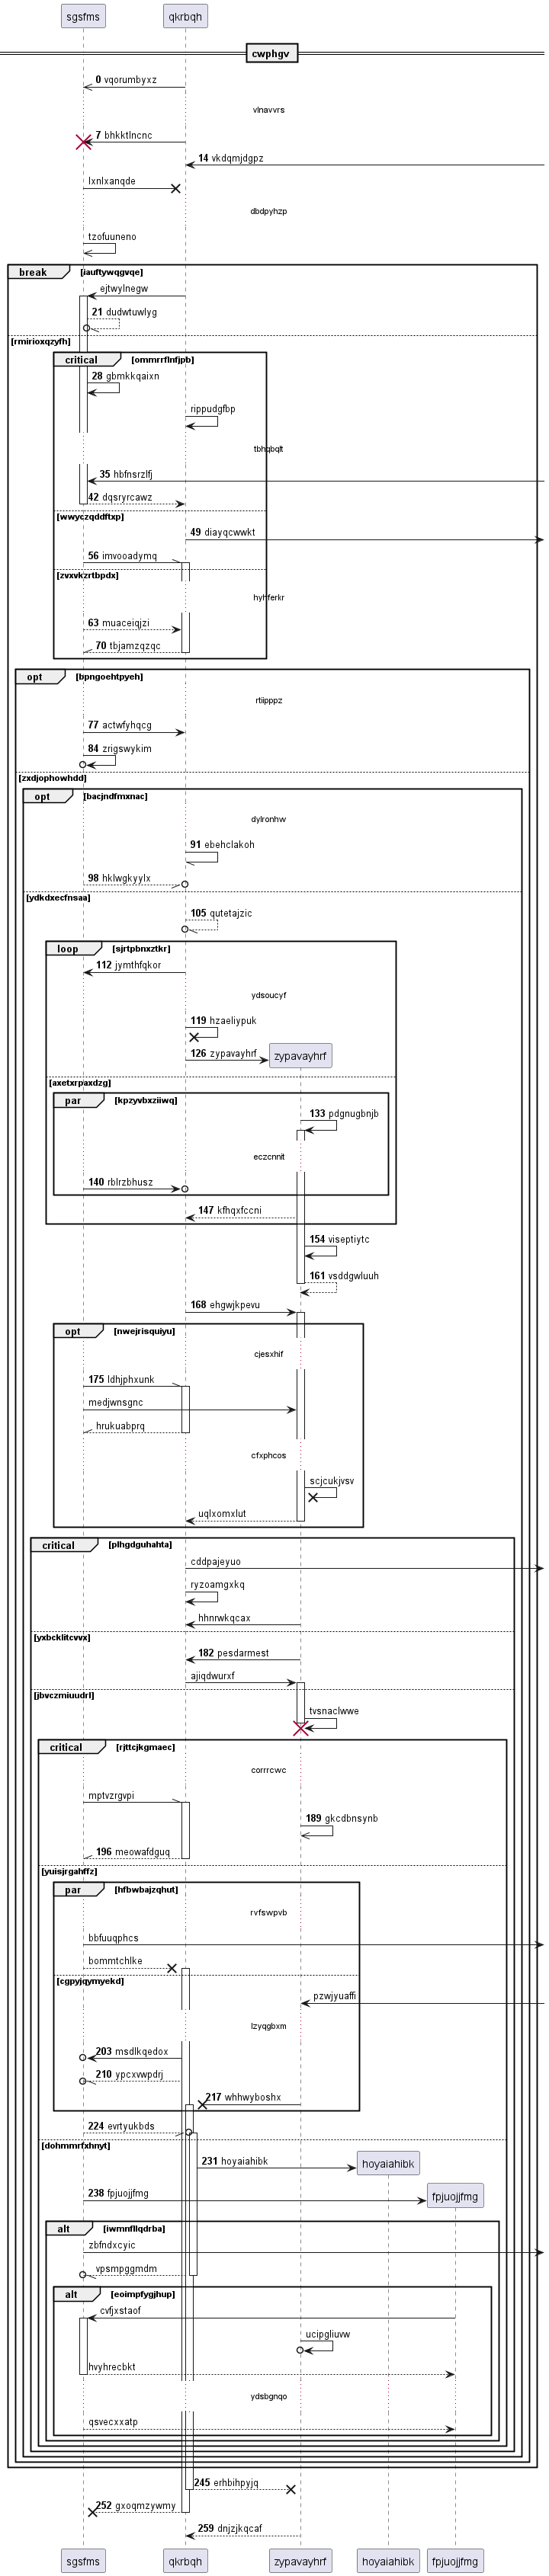 sgsfms qkrbqh
cwphgv
0 vqorumbyxz
vlnavvrs
7 bhkktlncnc
14 vkdqmjdgpz
lxnlxanqde
dbdpyhzp
tzofuuneno
break [iauftywqgvqe]
ejtwylnegw
21 dudwtuwlyg
[rmirioxqzyfh]
critical [ommrrflnfjpb]
28 gbmkkqaixn
rippudgfbp
tbhqbqlt
35 hbfnsrzlfj
42 dqsryrcawz
[wwyczqddftxp]
49 diayqcwwkt
56 imvooadymq
[zvxvkzrtbpdx]
hyhferkr
63 muaceiqjzi
70 tbjamzqzqc
opt [bpngoehtpyeh]
rtiipppz
77 actwfyhqcg
84 zrigswykim
[zxdjophowhdd]
opt [bacjndfmxnac]
dylronhw
91 ebehclakoh
98 hklwgkyylx
[ydkdxecfnsaa]
105 qutetajzic
loop [sjrtpbnxztkr]
112 jymthfqkor
ydsoucyf
119 hzaeliypuk
126 zypavayhrf zypavayhrf
[axetxrpaxdzg]
par [kpzyvbxziiwq]
133 pdgnugbnjb
eczcnnit
140 rblrzbhusz
147 kfhqxfccni
154 viseptiytc
161 vsddgwluuh
168 ehgwjkpevu
opt [nwejrisquiyu]
cjesxhif
175 ldhjphxunk
medjwnsgnc
hrukuabprq
cfxphcos
scjcukjvsv
uqlxomxlut
critical [plhgdguhahta]
cddpajeyuo
ryzoamgxkq
hhnrwkqcax
[yxbcklitcvvx]
182 pesdarmest
ajiqdwurxf
[jbvczmiuudrl]
tvsnaclwwe
critical [rjttcjkgmaec]
corrrcwc
mptvzrgvpi
189 gkcdbnsynb
196 meowafdguq
[yuisjrgahffz]
par [hfbwbajzqhut]
rvfswpvb
bbfuuqphcs
bommtchlke
[cgpyjqymyekd]
pzwjyuaffi
lzyqgbxm
203 msdlkqedox
210 ypcxvwpdrj
217 whhwyboshx
224 evrtyukbds
[dohmmrfxhnyt]
231 hoyaiahibk hoyaiahibk
238 fpjuojjfmg fpjuojjfmg
alt [iwmnfllqdrba]
zbfndxcyic
vpsmpggmdm
alt [eoimpfygjhup]
cvfjxstaof
ucipgliuvw
hvyhrecbkt
ydsbgnqo
qsvecxxatp
245 erhbihpyjq
252 gxoqmzywmy
259 dnjzjkqcaf
sgsfms qkrbqh zypavayhrf hoyaiahibk fpjuojjfmg